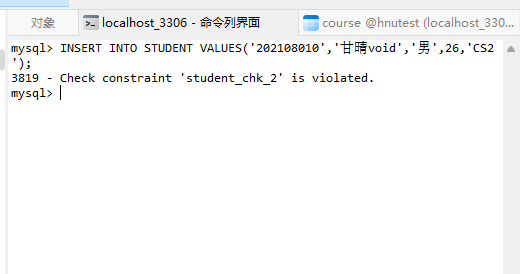 对象
localhost_3306 - 命令列界面
course @hnutest (localhost_330...
mysql> INSERT INTO STUDENT VALUES('202108010','甘晴void','男',26,'CS2
');
3819 - Check constraint 'student_chk_2' is violated.
mysql>